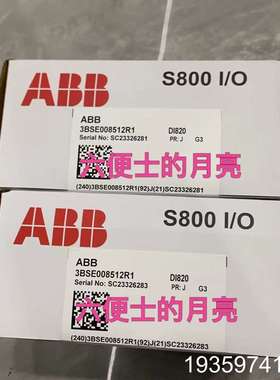 ABB
S800 I/O
ABB
3BSE008512R1
DI820
Serial No: SC23326281
PR: J
G3
六便士的月亮
(240)3BSE008512R1(92)J(21)SC23326281
ABB
S800 I/O
ABB
3BSE008512R1
DI820
Serial No: SC23326283
PR: J
G3
六便士的月亮
(240)3BSE008512R1(92)J(21)SC23326283
19359741